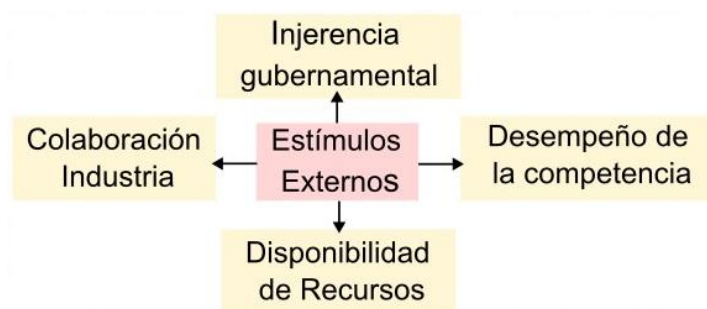 Injerencia
gubernamental
Colaboración
Industria
Estímulos
Externos
Desempeño de
la competencia
Disponibilidad
de Recursos